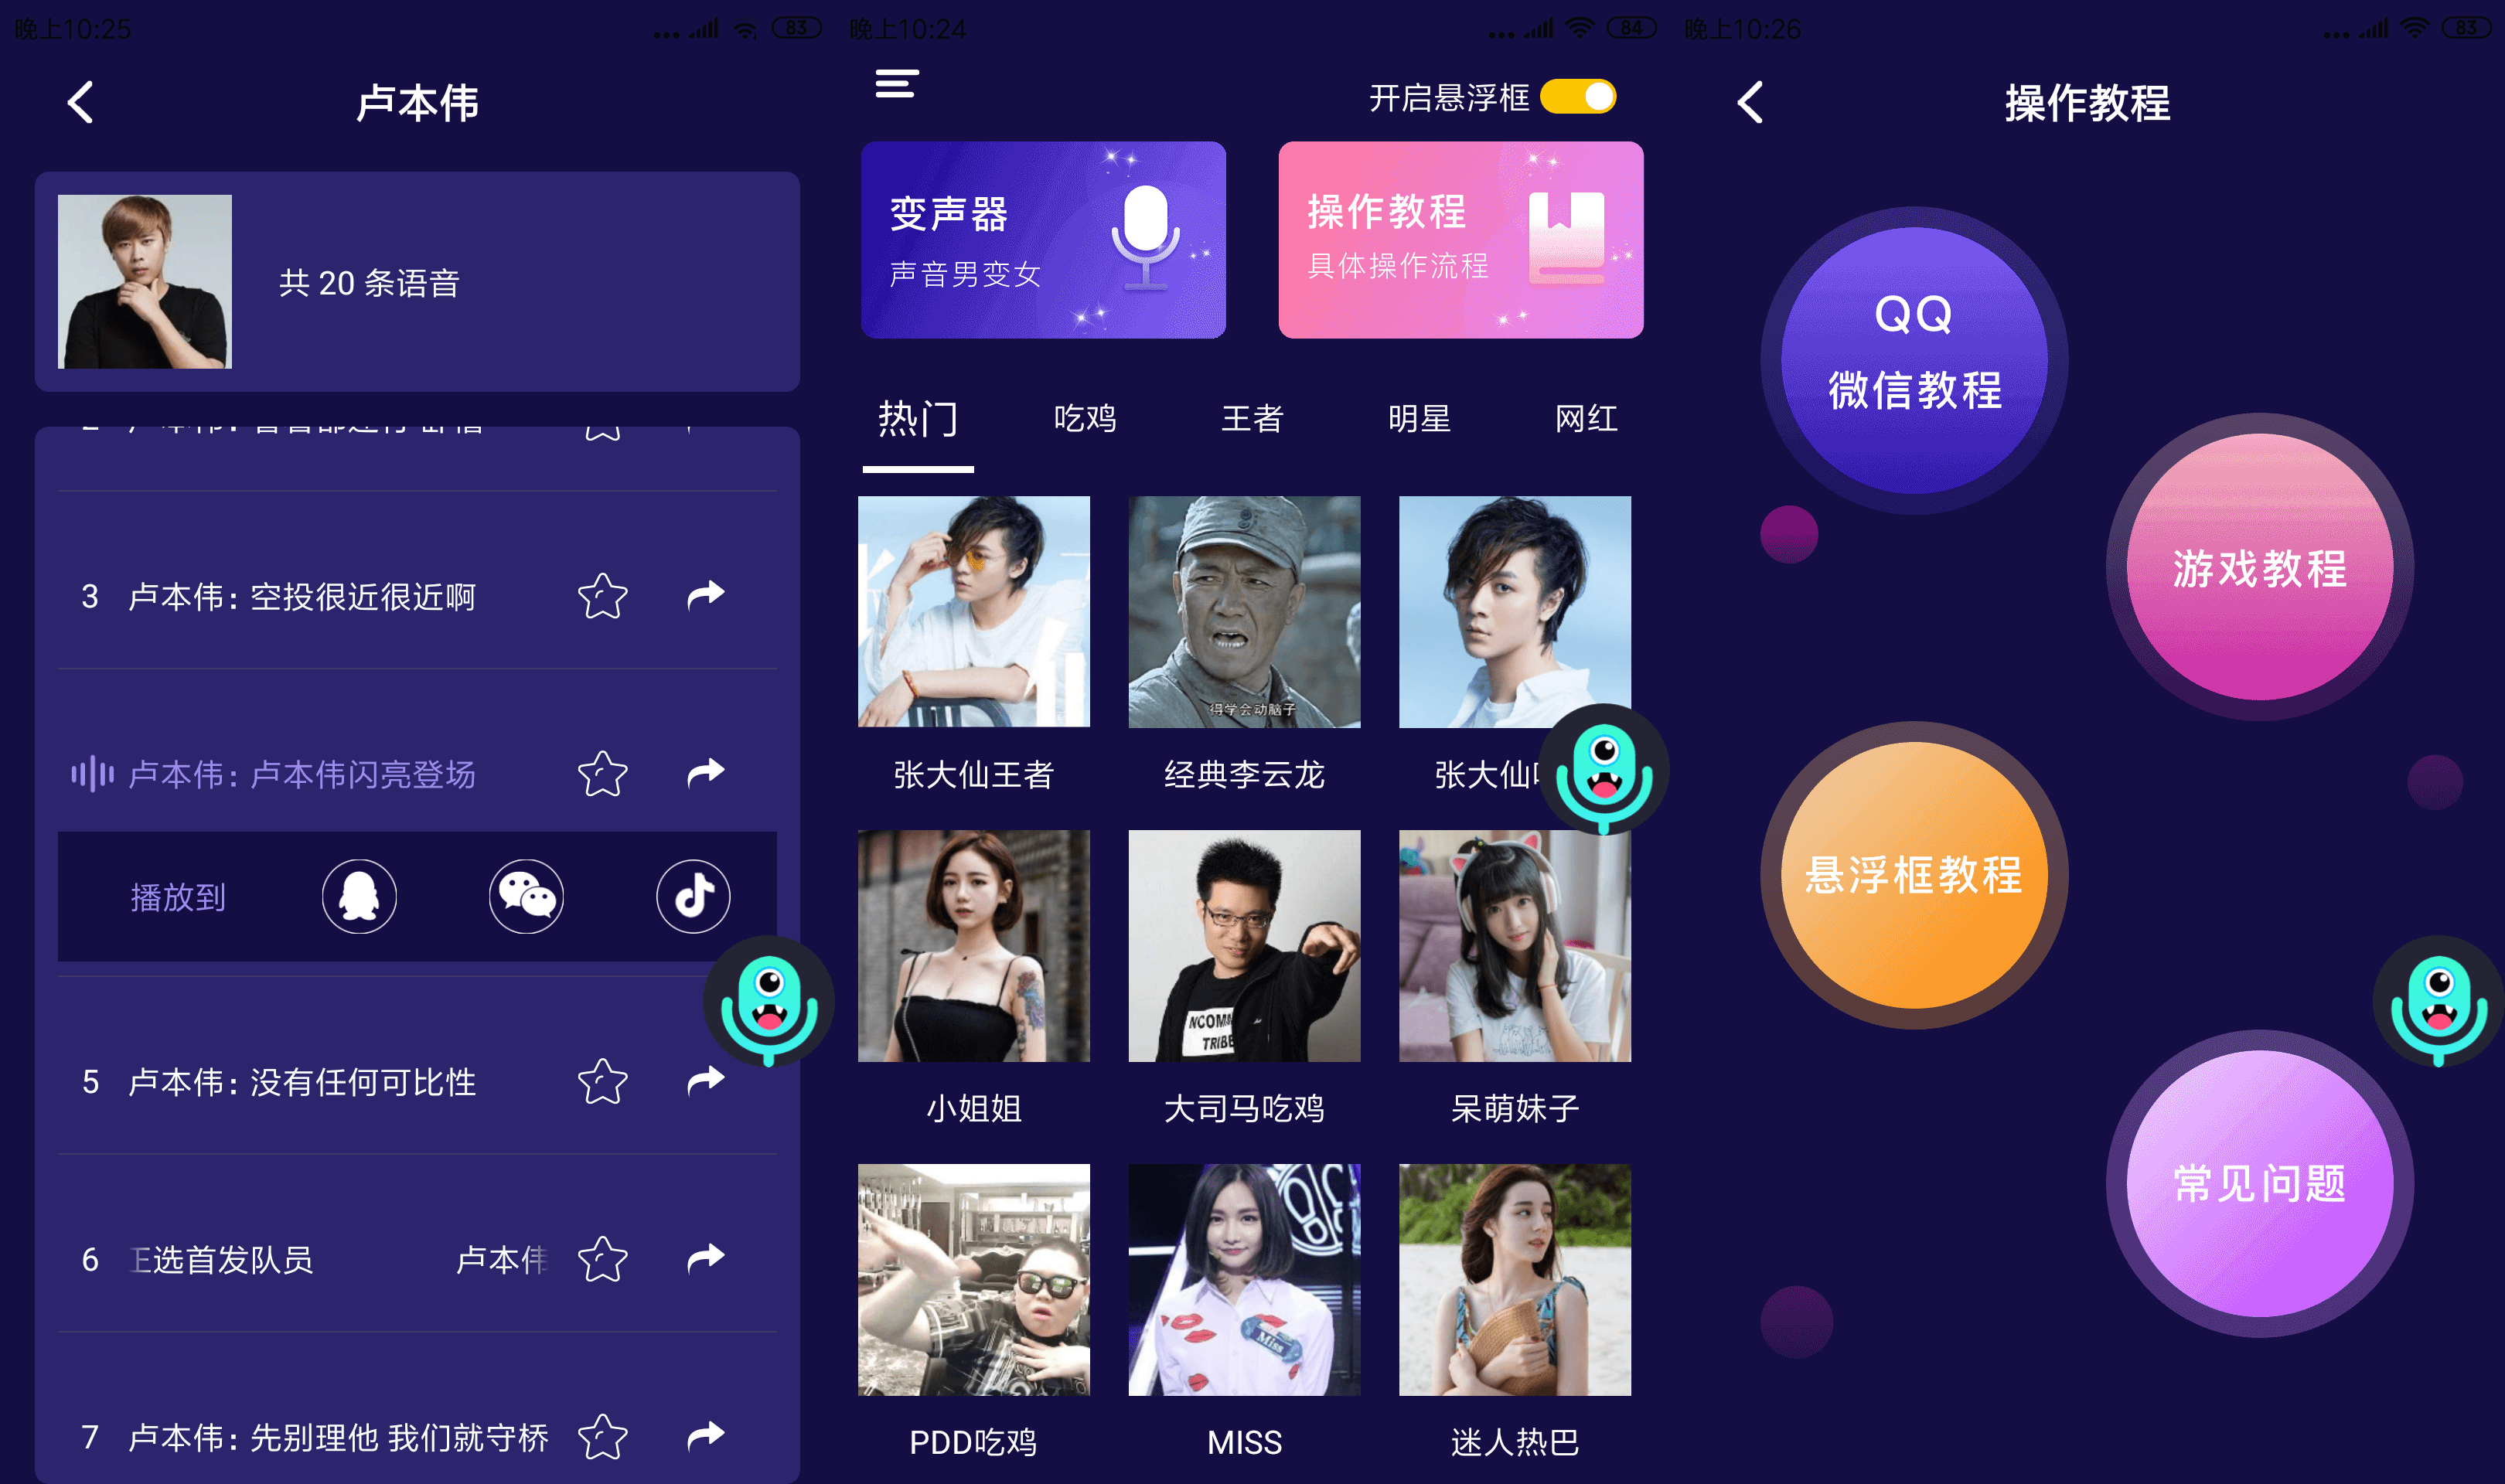 晚上10:25
83
卢本伟
共 20 条语音
3 卢本伟：空投很近很近啊
卢本伟：卢本伟闪亮登场
播放到
5 卢本伟：没有任何可比性
6 选首发队员 卢本伟
7 卢本伟：先别理他 我们就守桥
晚上10:24
84
开启悬浮框
变声器
声音男变女
操作教程
具体操作流程
热门 吃鸡 王者 明星 网红
得学会动脑子
张大仙王者 经典李云龙 张大仙
NCOMM
TRIBE
小姐姐 大司马吃鸡 呆萌妹子
Miss
PDD吃鸡 MISS 迷人热巴
晚上10:26
83
操作教程
QQ
微信教程
游戏教程
悬浮框教程
常见问题